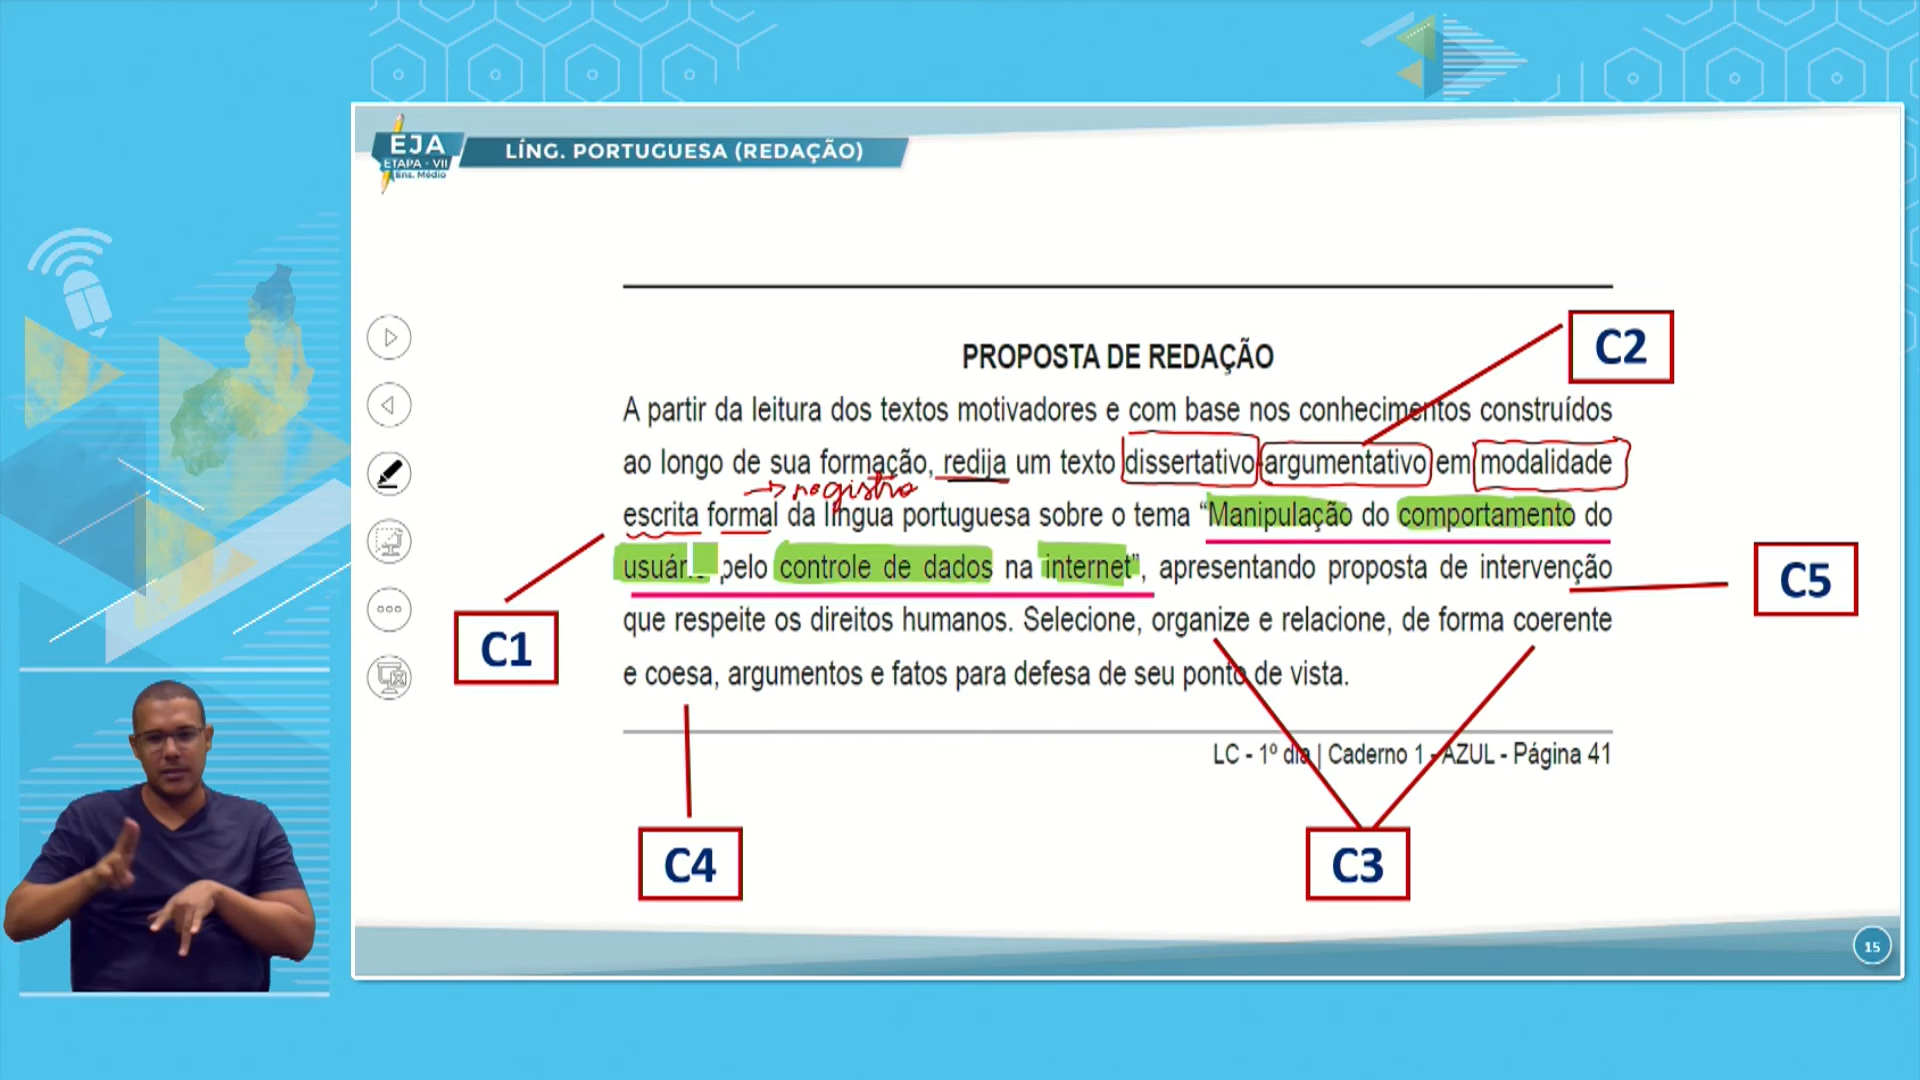 EJA
ETAPA - VII
Ens. Médio
LÍNG. PORTUGUESA (REDAÇÃO)
PROPOSTA DE REDAÇÃO
C2
A partir da leitura dos textos motivadores e com base nos conhecimentos construídos
ao longo de sua formação, redija um texto dissertativo-argumentativo em modalidade
→ registro
escrita formal da língua portuguesa sobre o tema “Manipulação do comportamento do
usuári pelo controle de dados na internet”, apresentando proposta de intervenção
C5
que respeite os direitos humanos. Selecione, organize e relacione, de forma coerente
C1
e coesa, argumentos e fatos para defesa de seu ponto de vista.
LC - 1º dia | Caderno 1 - AZUL - Página 41
C4
C3
15